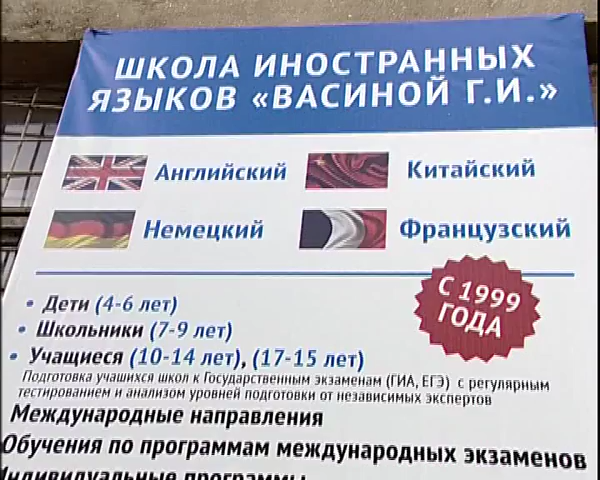 ШКОЛА ИНОСТРАННЫХ
ЯЗЫКОВ «ВАСИНОЙ Г.И.»
Английский Китайский
Немецкий Французский
С 1999
ГОДА
• Дети (4-6 лет)
• Школьники (7-9 лет)
• Учащиеся (10-14 лет), (17-15 лет)
Подготовка учашихся школ к Государственным экзаменам (ГИА, ЕГЭ) с регулярным
тестированием и анализом уровней подготовки от независимых экспертов
Международные направления
Обучения по программам международных экзаменов
Индивидуальные программы